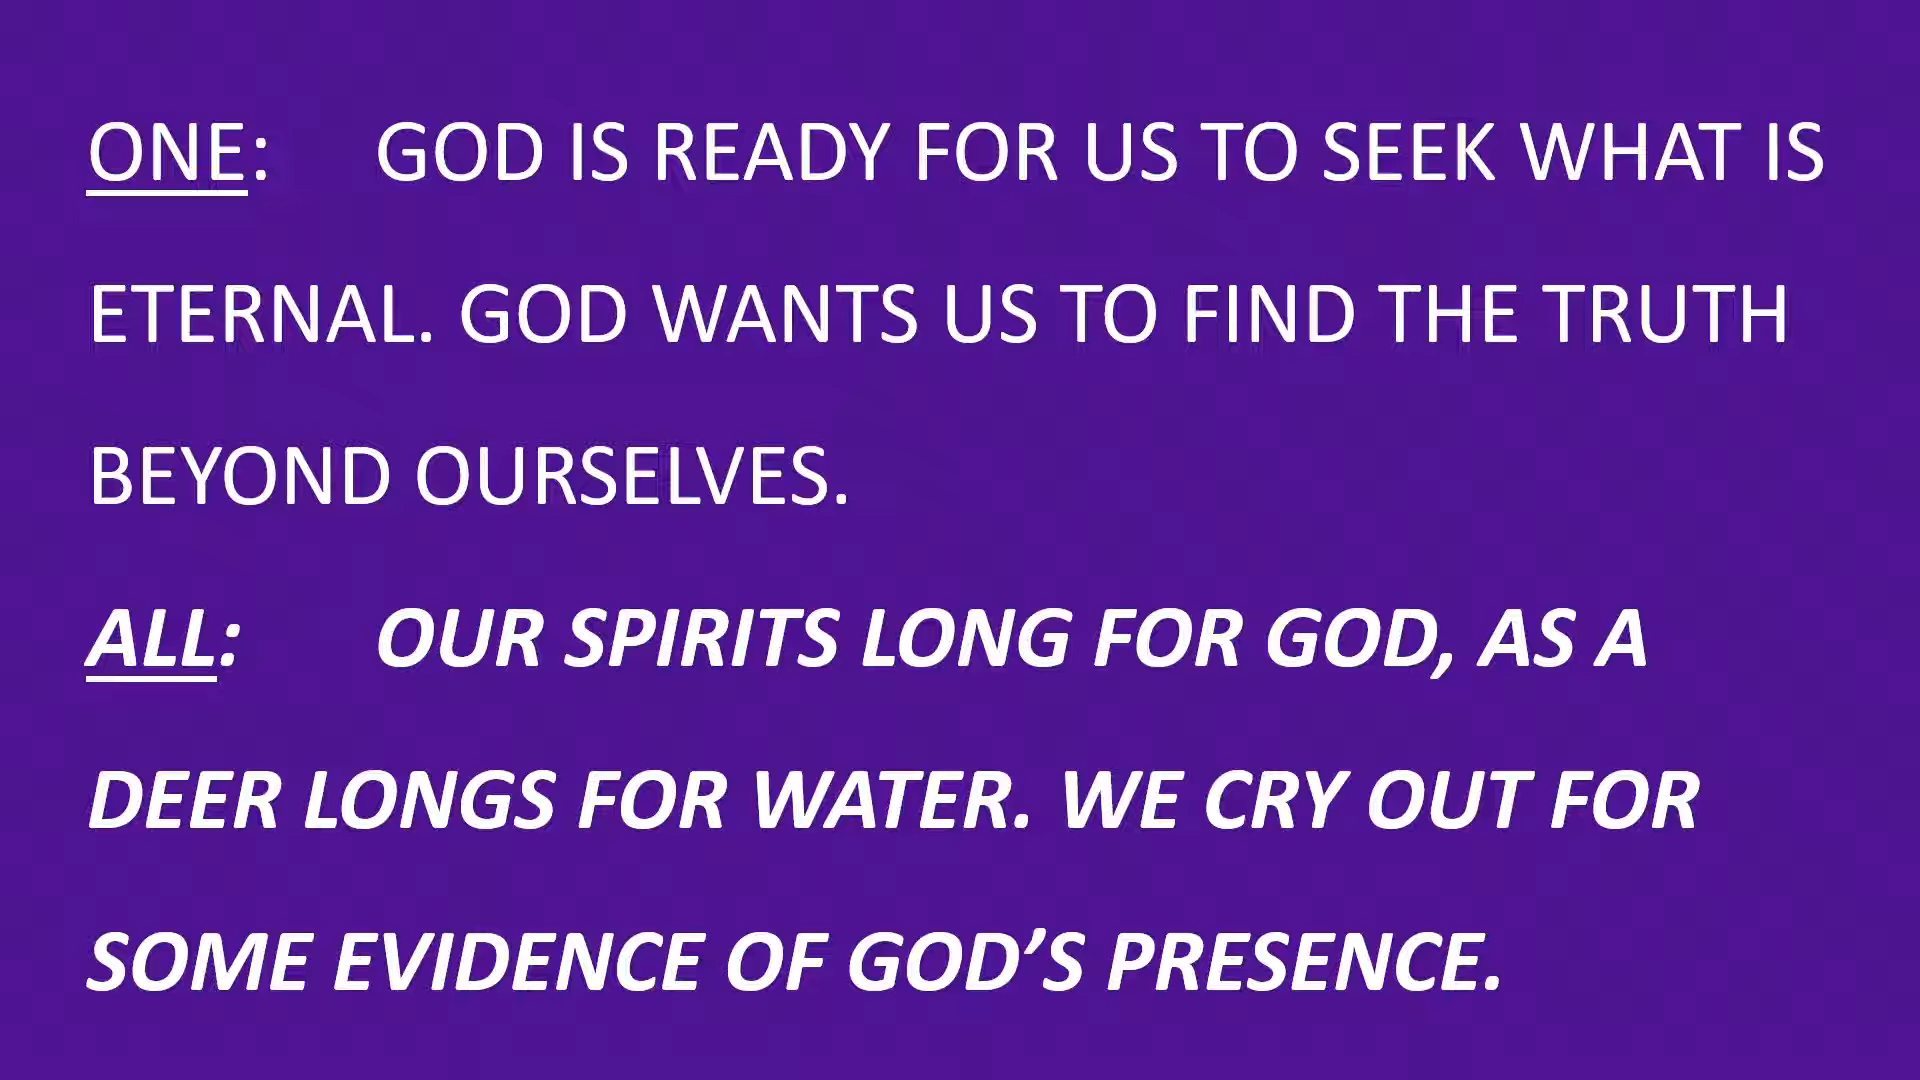 ONE: GOD IS READY FOR US TO SEEK WHAT IS
ETERNAL. GOD WANTS US TO FIND THE TRUTH
BEYOND OURSELVES.
ALL: OUR SPIRITS LONG FOR GOD, AS A
DEER LONGS FOR WATER. WE CRY OUT FOR
SOME EVIDENCE OF GOD’S PRESENCE.